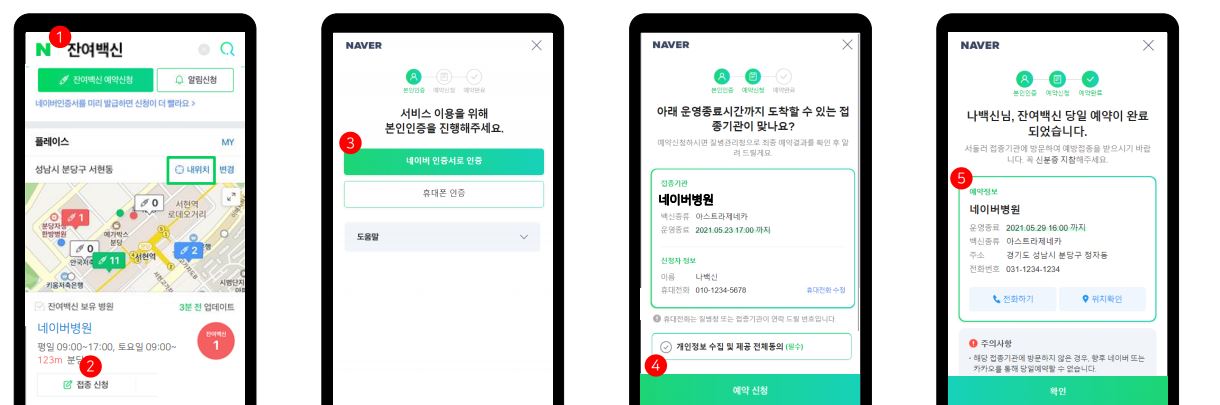 1
N 잔여백신
잔여백신 예약신청
알림신청
네이버인증서를 미리 발급하면 신청이 더 빨라요 >
플레이스
MY
성남시 분당구 서현동
내위치
변경
0
서현역
로데오거리
1
분당차
한방병원
메가박스
분당
0
2
서현역
11
키움저축은행
시범단지
잔여백신 보유 병원
3분 전 업데이트
네이버병원
평일 09:00~17:00, 토요일 09:00~
123m 분당
잔여백신
1
2
접종 신청
NAVER
본인인증 예약신청 예약완료
서비스 이용을 위해
본인인증을 진행해주세요.
3
네이버 인증서로 인증
휴대폰 인증
도움말
NAVER
본인인증 예약신청 예약완료
아래 운영종료시간까지 도착할 수 있는 접
종기관이 맞나요?
예약신청하시면 질병관리청으로 최종 예약결과를 확인 후 알
려 드릴게요.
접종기관
네이버병원
백신종류 아스트라제네카
운영종료 2021.05.23 17:00 까지
신청자 정보
이름 나백신
휴대전화 010-1234-5678
휴대전화 수정
휴대전화는 질병청 또는 접종기관이 연락 드릴 번호입니다.
개인정보 수집 및 제공 전체동의 (필수)
4
예약 신청
NAVER
본인인증 예약신청 예약완료
나백신님, 잔여백신 당일 예약이 완료
되었습니다.
서둘러 접종기관에 방문하여 예방접종을 받으시기 바랍
니다. 꼭 신분증 지참해주세요.
5
예약정보
네이버병원
운영종료 2021.05.29 16:00 까지
백신종류 아스트라제네카
주소 경기도 성남시 분당구 정자동
전화번호 031-1234-1234
전화하기
위치확인
주의사항
- 해당 접종기관에 방문하지 않은 경우, 향후 네이버 또는
카카오를 통해 당일예약할 수 없습니다.
확인